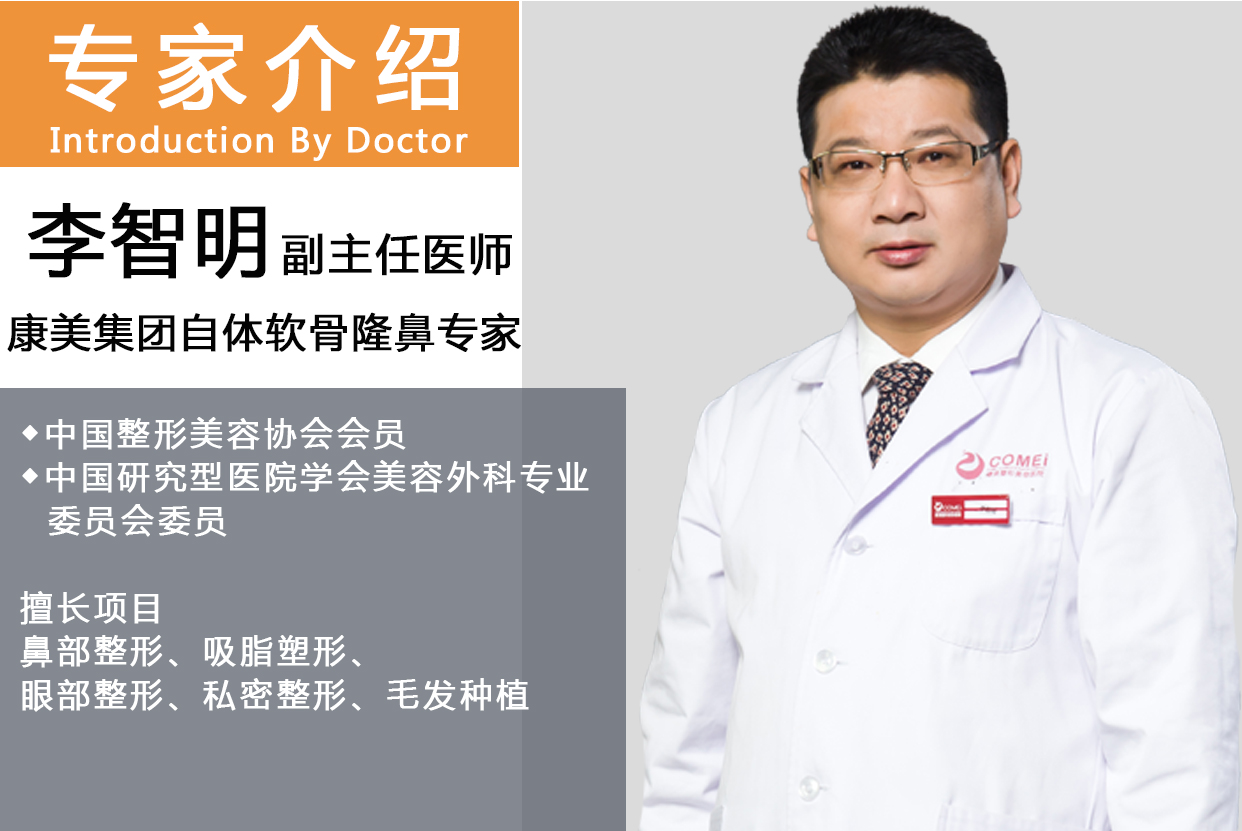 专家介绍
Introduction By Doctor
李智明 副主任医师
康美集团自体软骨隆鼻专家
◆中国整形美容协会会员
◆中国研究型医院学会美容外科专业
委员会委员
擅长项目
鼻部整形、吸脂塑形、
眼部整形、私密整形、毛发种植
COMEi
COMEi